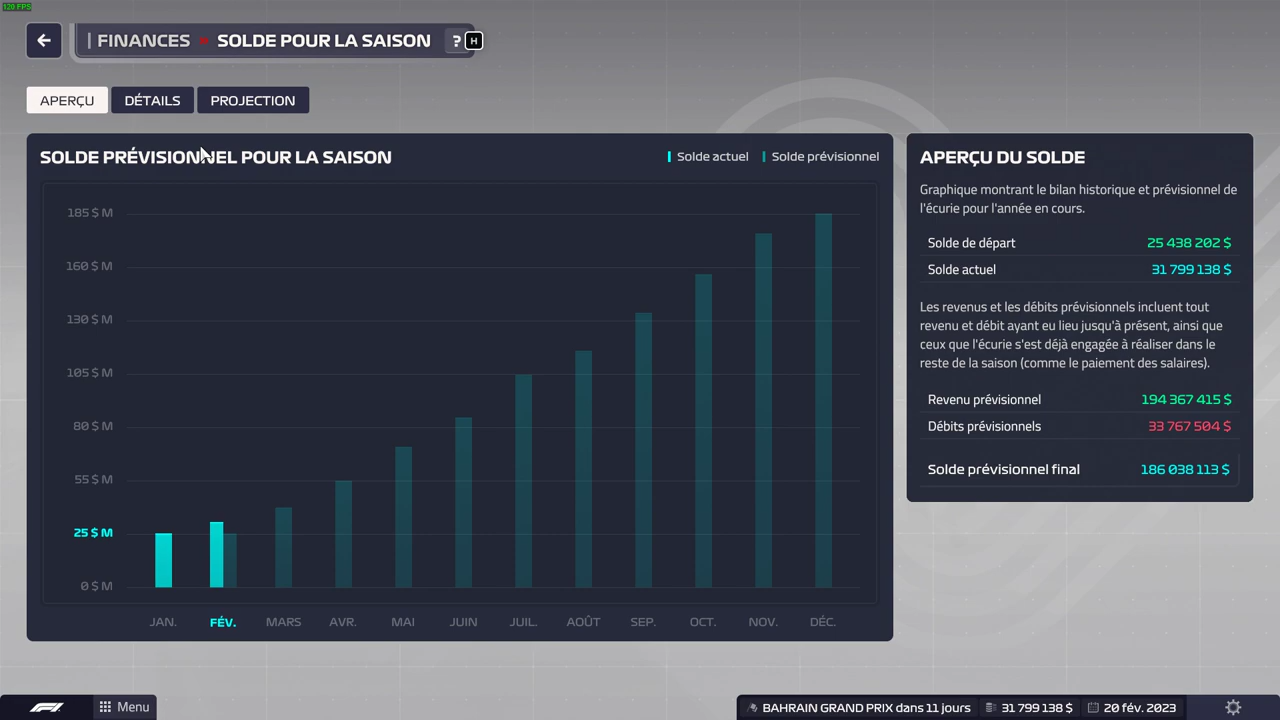 120 FPS
FINANCES • SOLDE POUR LA SAISON ? H
APERÇU DÉTAILS PROJECTION
SOLDE PRÉVISIONNEL POUR LA SAISON
Solde actuel Solde prévisionnel
185 $ M
160 $ M
130 $ M
105 $ M
80 $ M
55 $ M
25 $ M
0 $ M
JAN. FÉV. MARS AVR. MAI JUIN JUIL. AOÛT SEP. OCT. NOV. DÉC.
APERÇU DU SOLDE
Graphique montrant le bilan historique et prévisionnel de
l'écurie pour l'année en cours.
Solde de départ 25 438 202 $
Solde actuel 31 799 138 $
Les revenus et les débits prévisionnels incluent tout
revenu et débit ayant eu lieu jusqu'à présent, ainsi que
ceux que l'écurie s'est déjà engagée à réaliser dans le
reste de la saison (comme le paiement des salaires).
Revenu prévisionnel 194 367 415 $
Débits prévisionnels 33 767 504 $
Solde prévisionnel final 186 038 113 $
Menu
BAHRAIN GRAND PRIX dans 11 jours 31 799 138 $ 20 fév. 2023